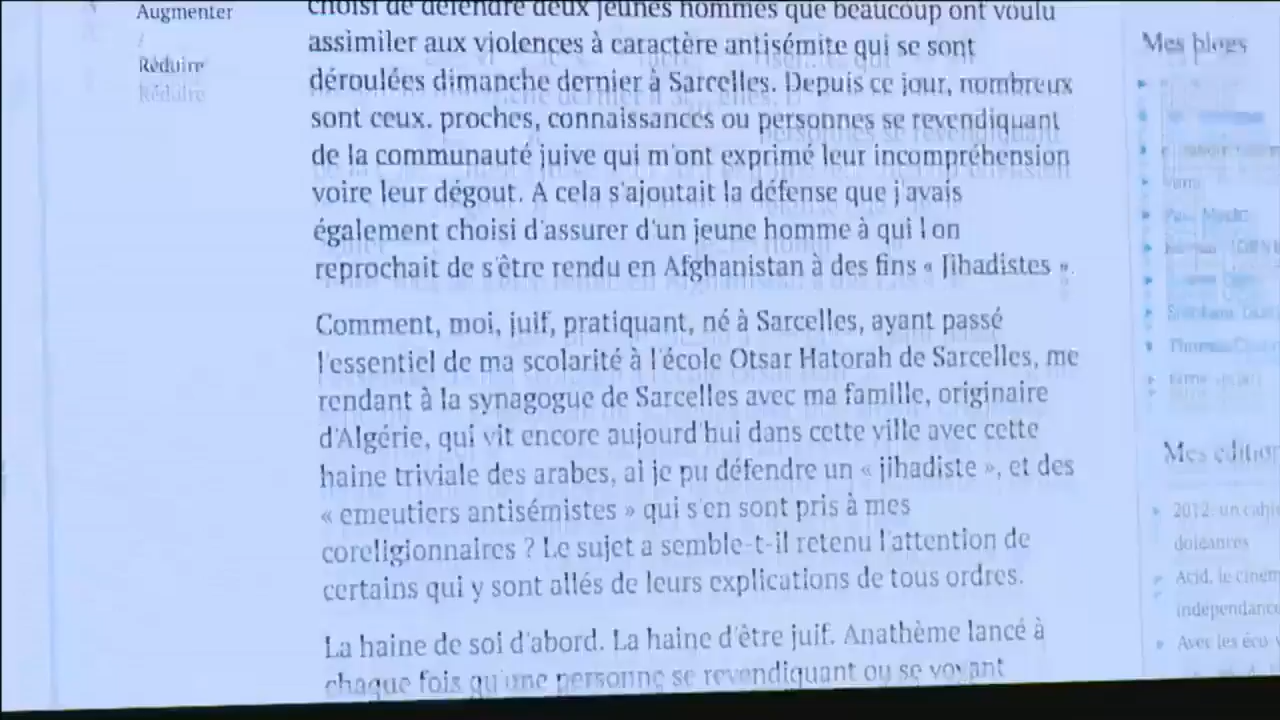 Augmenter
/
Réduire
Réduire
choisi de défendre deux jeunes hommes que beaucoup ont voulu
assimiler aux violences à caractère antisémite qui se sont
déroulées dimanche dernier à Sarcelles. Depuis ce jour, nombreux
sont ceux. proches, connaissances ou personnes se revendiquant
de la communauté juive qui m'ont exprimé leur incompréhension
voire leur dégout. A cela s'ajoutait la défense que j'avais
également choisi d'assurer d'un jeune homme à qui l'on
reprochait de s'être rendu en Afghanistan à des fins « Jihadistes ».
Comment, moi, juif, pratiquant, né à Sarcelles, ayant passé
l'essentiel de ma scolarité à l'école Otsar Hatorah de Sarcelles, me
rendant à la synagogue de Sarcelles avec ma famille, originaire
d'Algérie, qui vit encore aujourd'hui dans cette ville avec cette
haine triviale des arabes, ai je pu défendre un « jihadiste », et des
« emeutiers antisémistes » qui s'en sont pris à mes
coreligionnaires ? Le sujet a semble-t-il retenu l'attention de
certains qui y sont allés de leurs explications de tous ordres.
La haine de soi d'abord. La haine d'être juif. Anathème lancé à
chaque fois qu'une personne se revendiquant ou se voyant
Mes blogs
Mes édition
2012: un cahi
doléances
Acid, le ciném
indépendance
Avec les écu